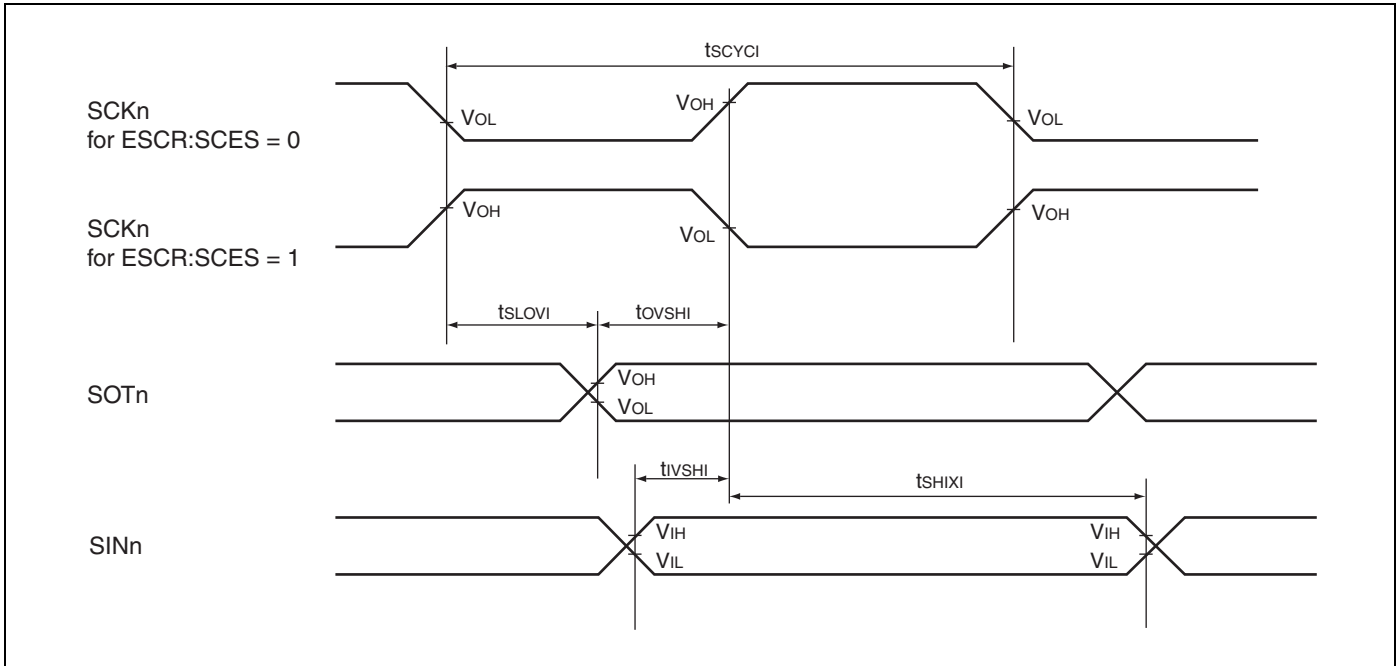 tSCYCI
SCKn
for ESCR:SCES = 0
VOL
VOH
VOL
SCKn
for ESCR:SCES = 1
VOH
VOL
VOH
tSLOVI
tOVSHI
SOTn
VOH
VOL
tIVSHI
tSHIXI
SINn
VIH
VIL
VIH
VIL